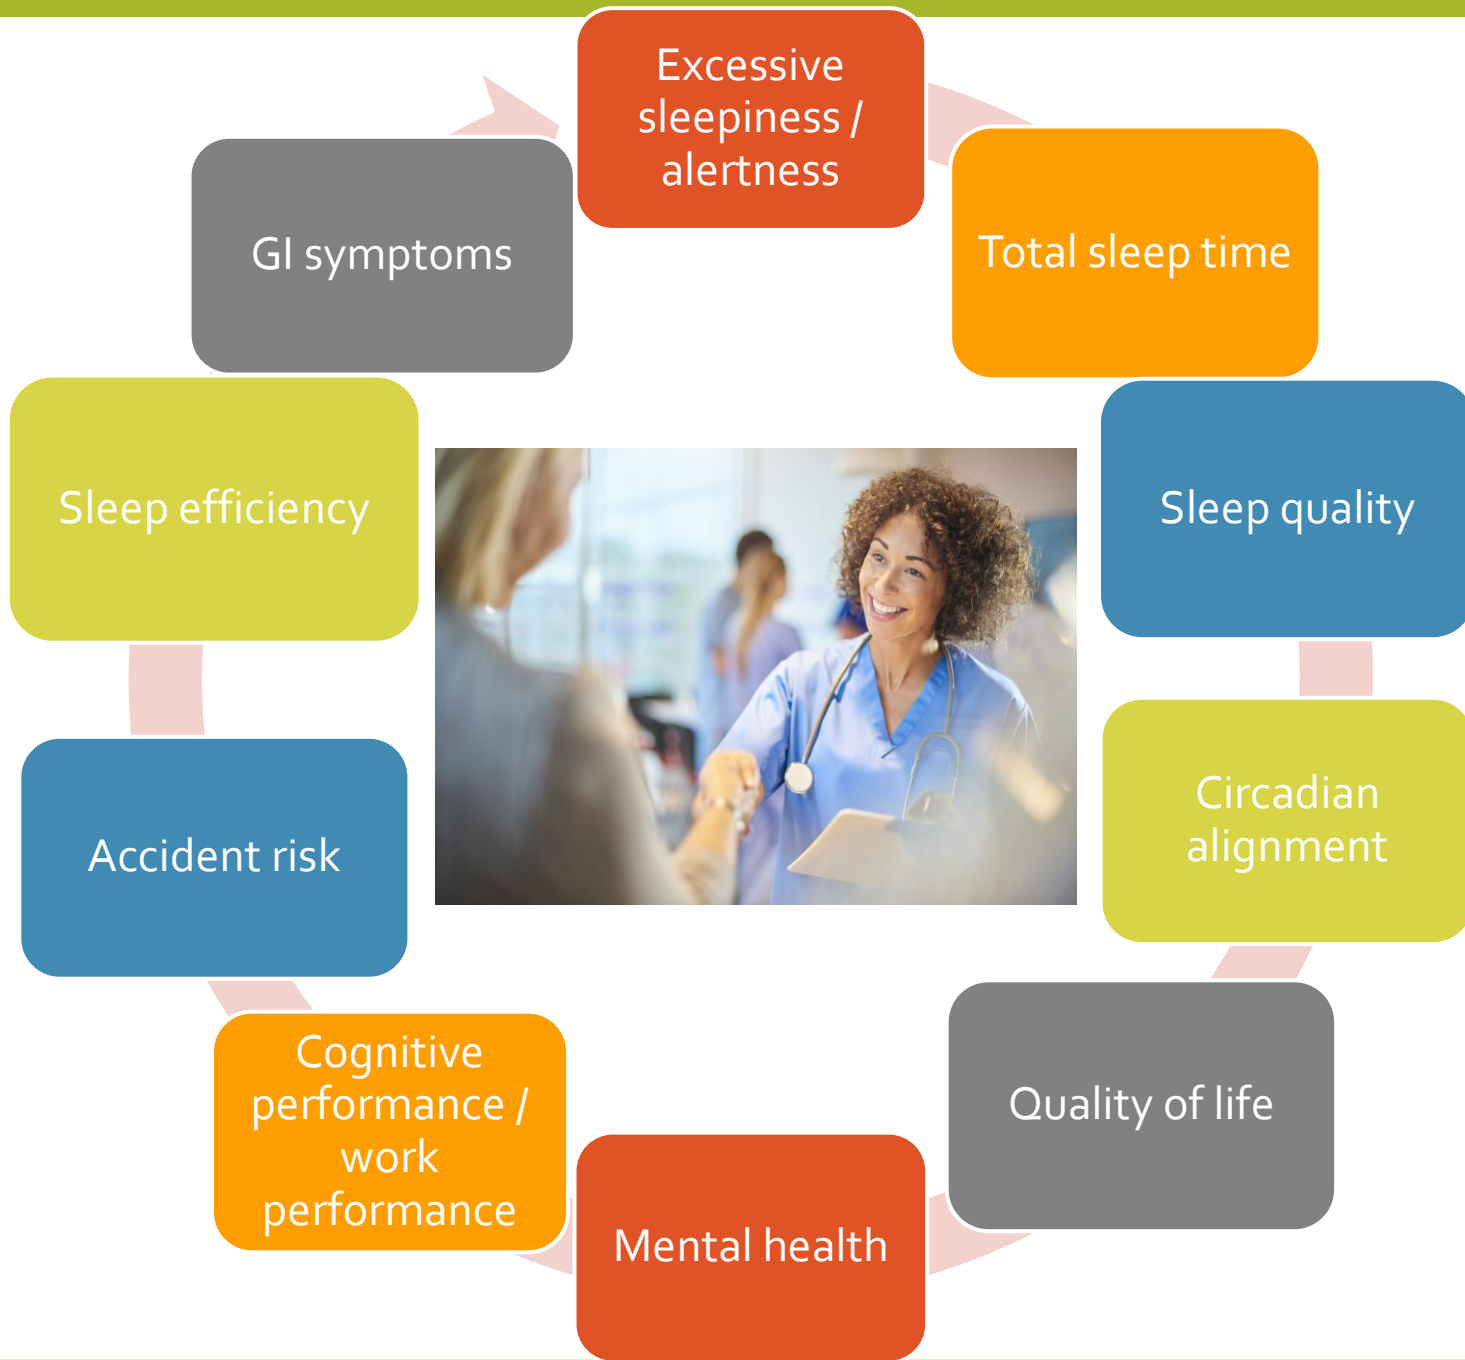 Excessive
sleepiness /
alertness
Total sleep time
Sleep quality
Circadian
alignment
Quality of life
Mental health
Cognitive
performance /
work
performance
Accident risk
Sleep efficiency
GI symptoms